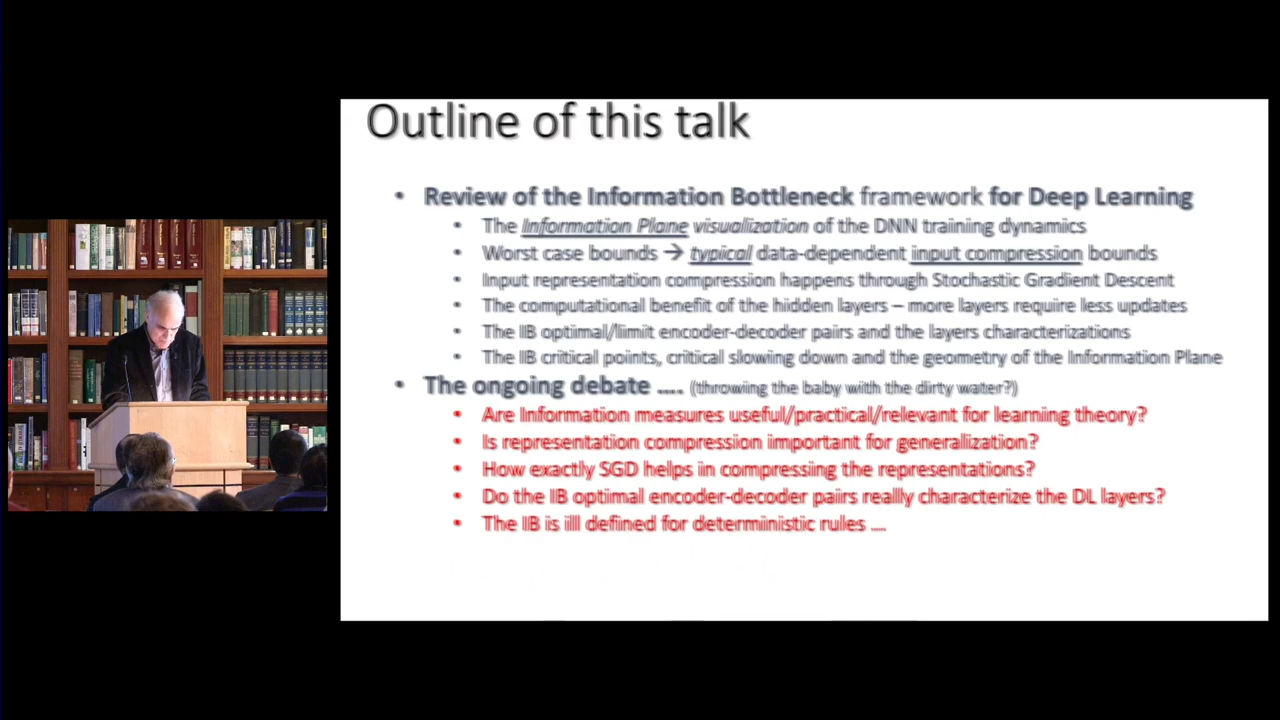 Outline of this talk
• Review of the Information Bottleneck framework for Deep Learning
• The Information Plane visualization of the DNN training dynamics
• Worst case bounds → typical data-dependent input compression bounds
• Input representation compression happens through Stochastic Gradient Descent
• The computational benefit of the hidden layers – more layers require less updates
• The IB optimal/limit encoder-decoder pairs and the layers characterizations
• The IB critical points, critical slowing down and the geometry of the Information Plane
• The ongoing debate .... (throwing the baby with the dirty water?)
• Are Information measures useful/practical/relevant for learning theory?
• Is representation compression important for generalization?
• How exactly SGD helps in compressing the representations?
• Do the IB optimal encoder-decoder pairs really characterize the DL layers?
• The IB is ill defined for deterministic rules ...